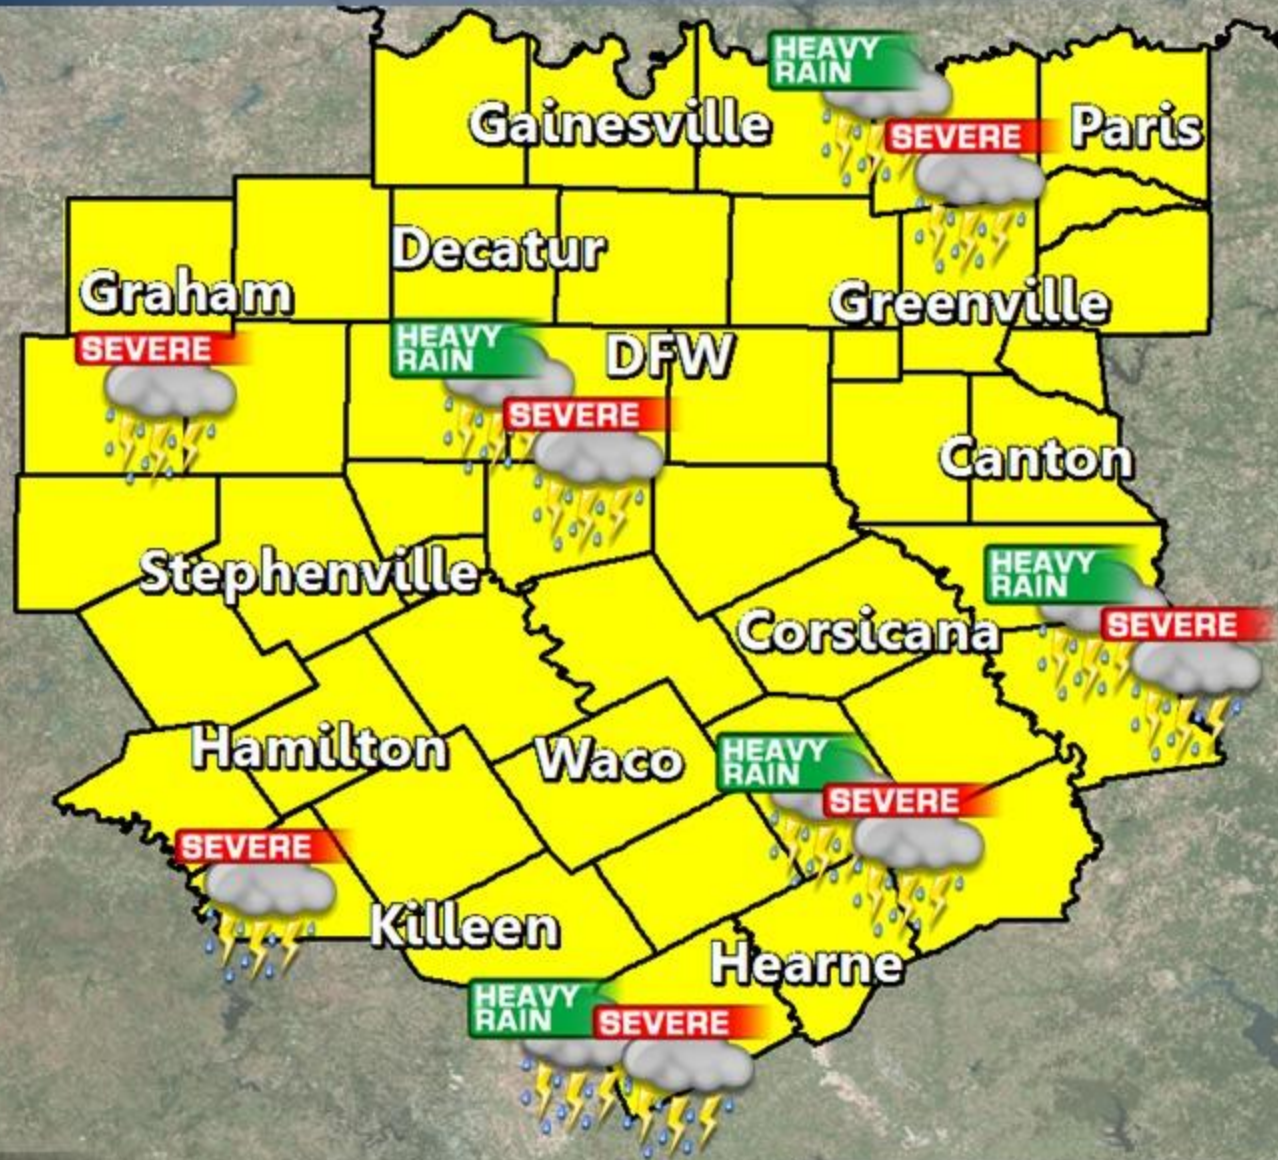 HEAVY
RAIN
Gainesville
SEVERE
Paris
Decatur
Graham
Greenville
SEVERE
HEAVY
RAIN
DFW
SEVERE
Canton
Stephenville
HEAVY
RAIN
Corsicana
SEVERE
Hamilton
Waco
HEAVY
RAIN
SEVERE
SEVERE
Killeen
Hearne
HEAVY
RAIN
SEVERE